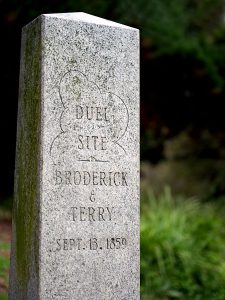 DUEL
SITE
BRODERICK
&
TERRY
SEPT. 13, 1859